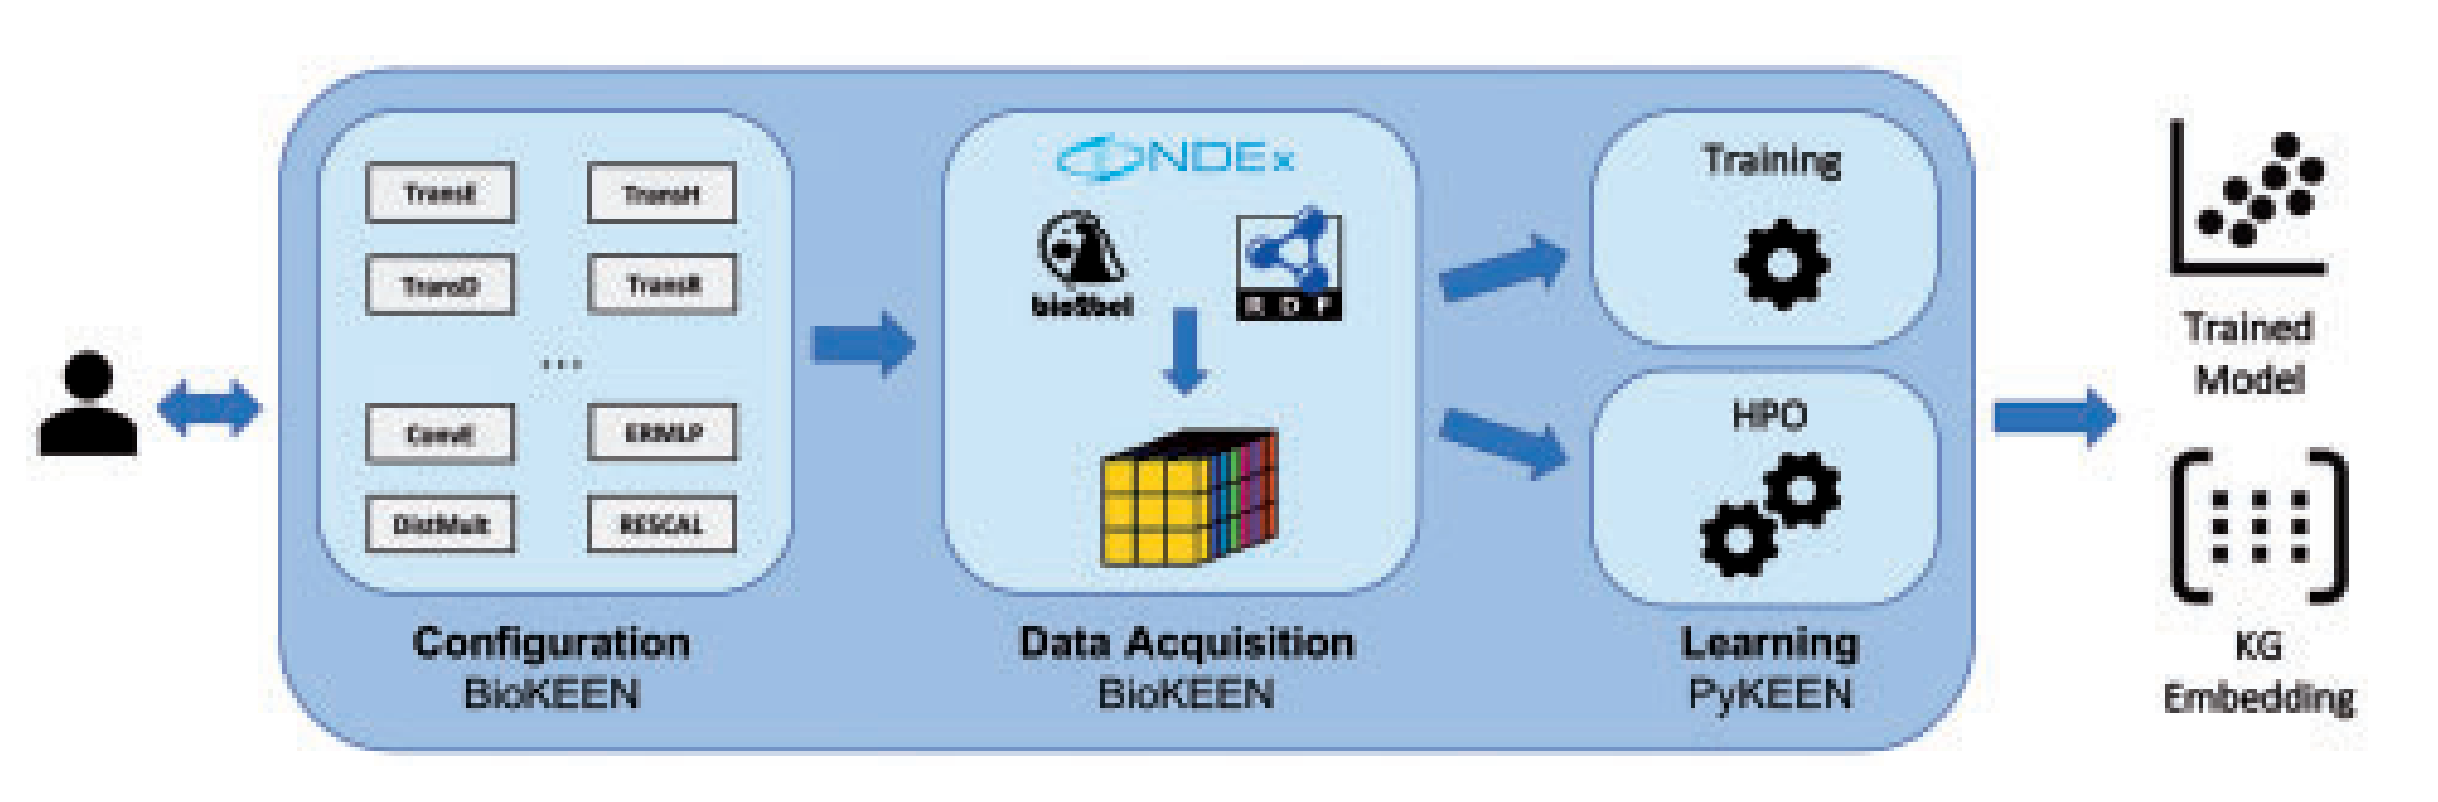 TransE
TransH
TransD
TransR
...
ConvE
ERMLP
DistMult
RESCAL
Configuration
BioKEEN
NDEx
bio2bel
RDF
Data Acquisition
BioKEEN
Training
HPO
Learning
PyKEEN
Trained
Model
KG
Embedding